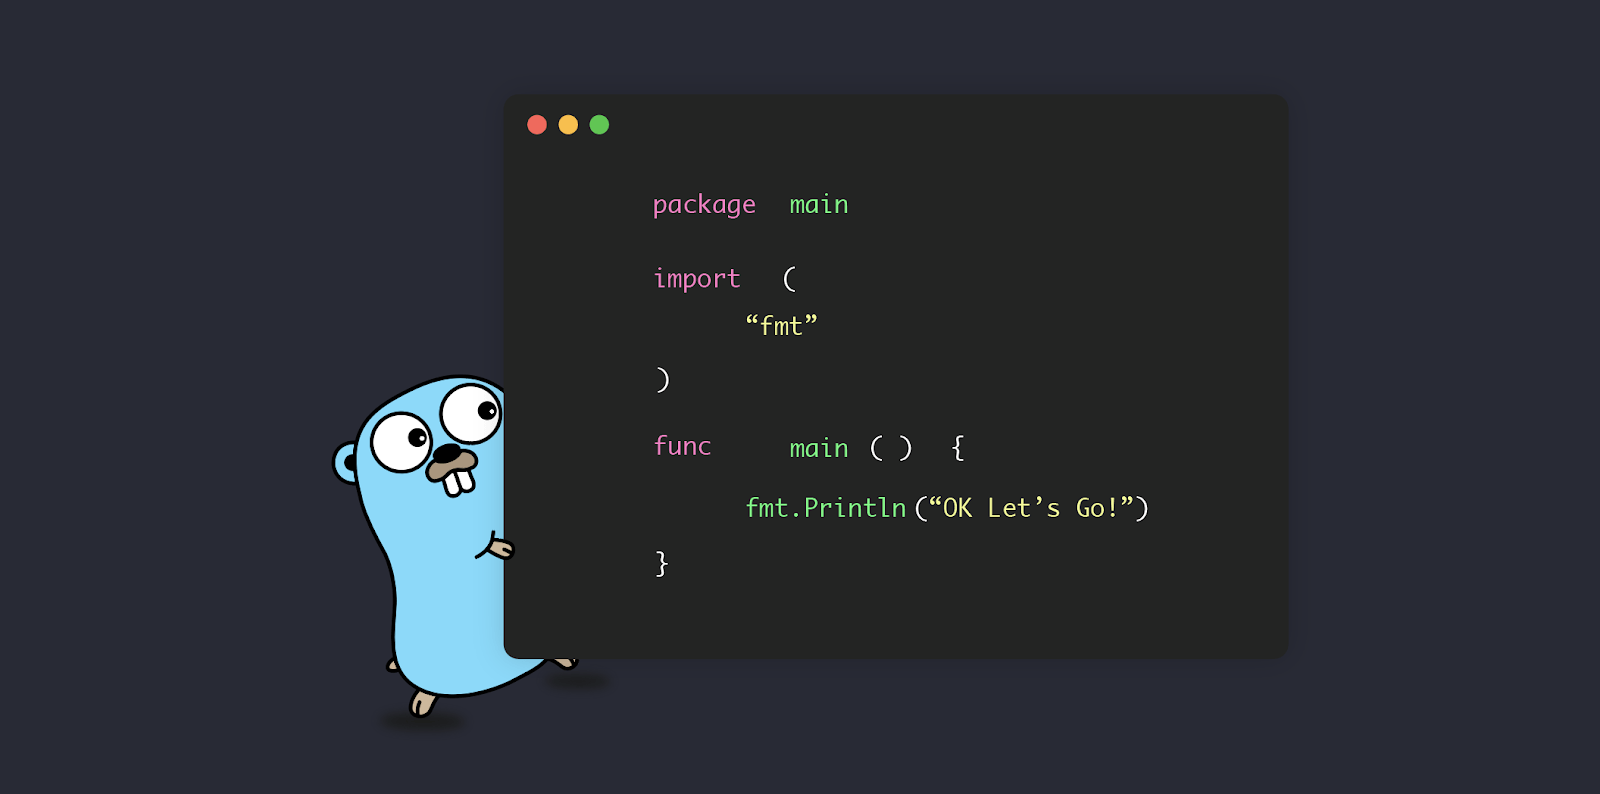 package main
import (
“fmt”
)
func main ( ) {
fmt.Println(“OK Let’s Go!”)
}